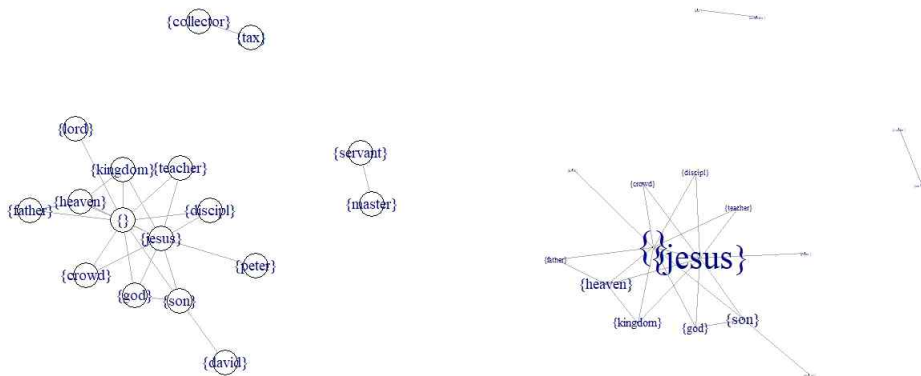 {collector}
{tax}
{lord}
{servant}
{kingdom}
{teacher}
{heaven}
{master}
{father}
{discipl}
{}
{jesus}
{crowd}
{peter}
{god}
{son}
{david}
{discipl}
{crowd}
{teacher}
{}
{jesus}
{father}
{heaven}
{kingdom}
{god}
{son}